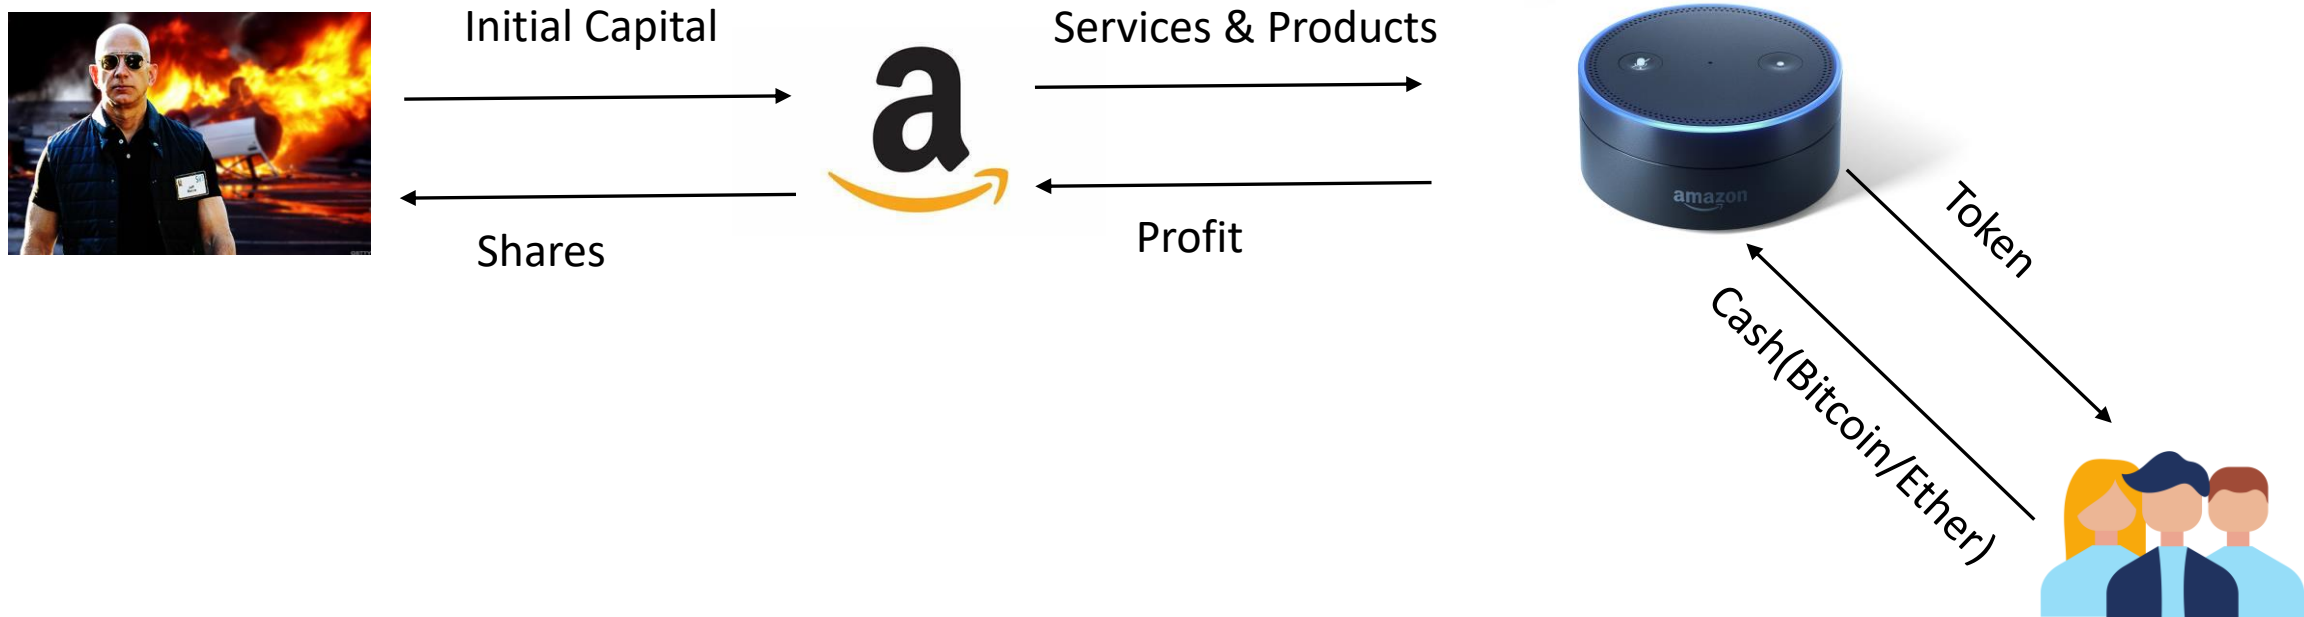 Initial Capital
Services & Products
a
Shares
Profit
amazon
Token
Cash(Bitcoin/Ether)